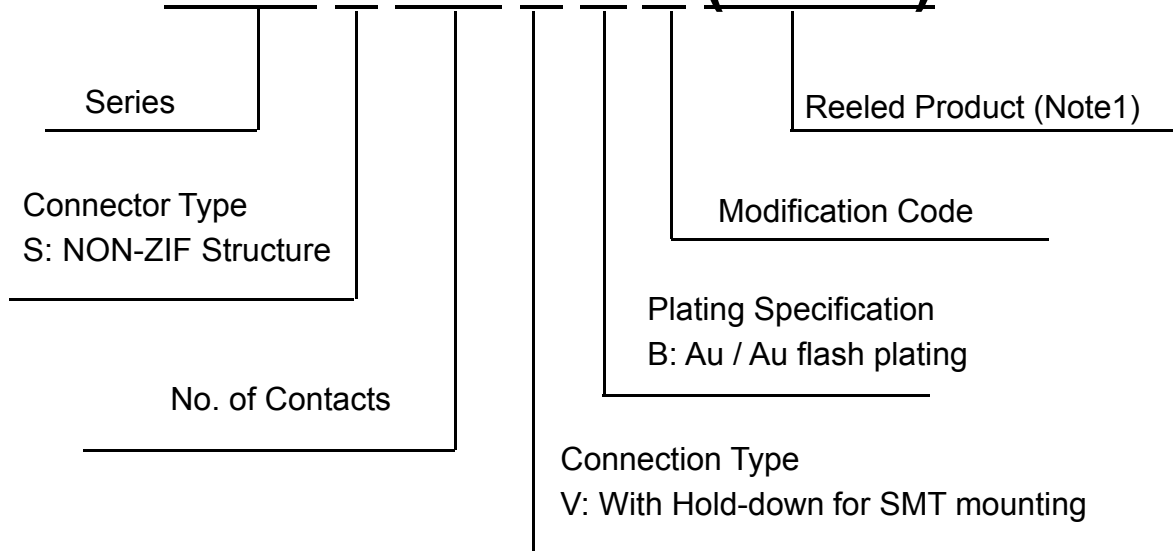 Series
Reeled Product (Note1)
Connector Type
S: NON-ZIF Structure
Modification Code
Plating Specification
B: Au / Au flash plating
No. of Contacts
Connection Type
V: With Hold-down for SMT mounting